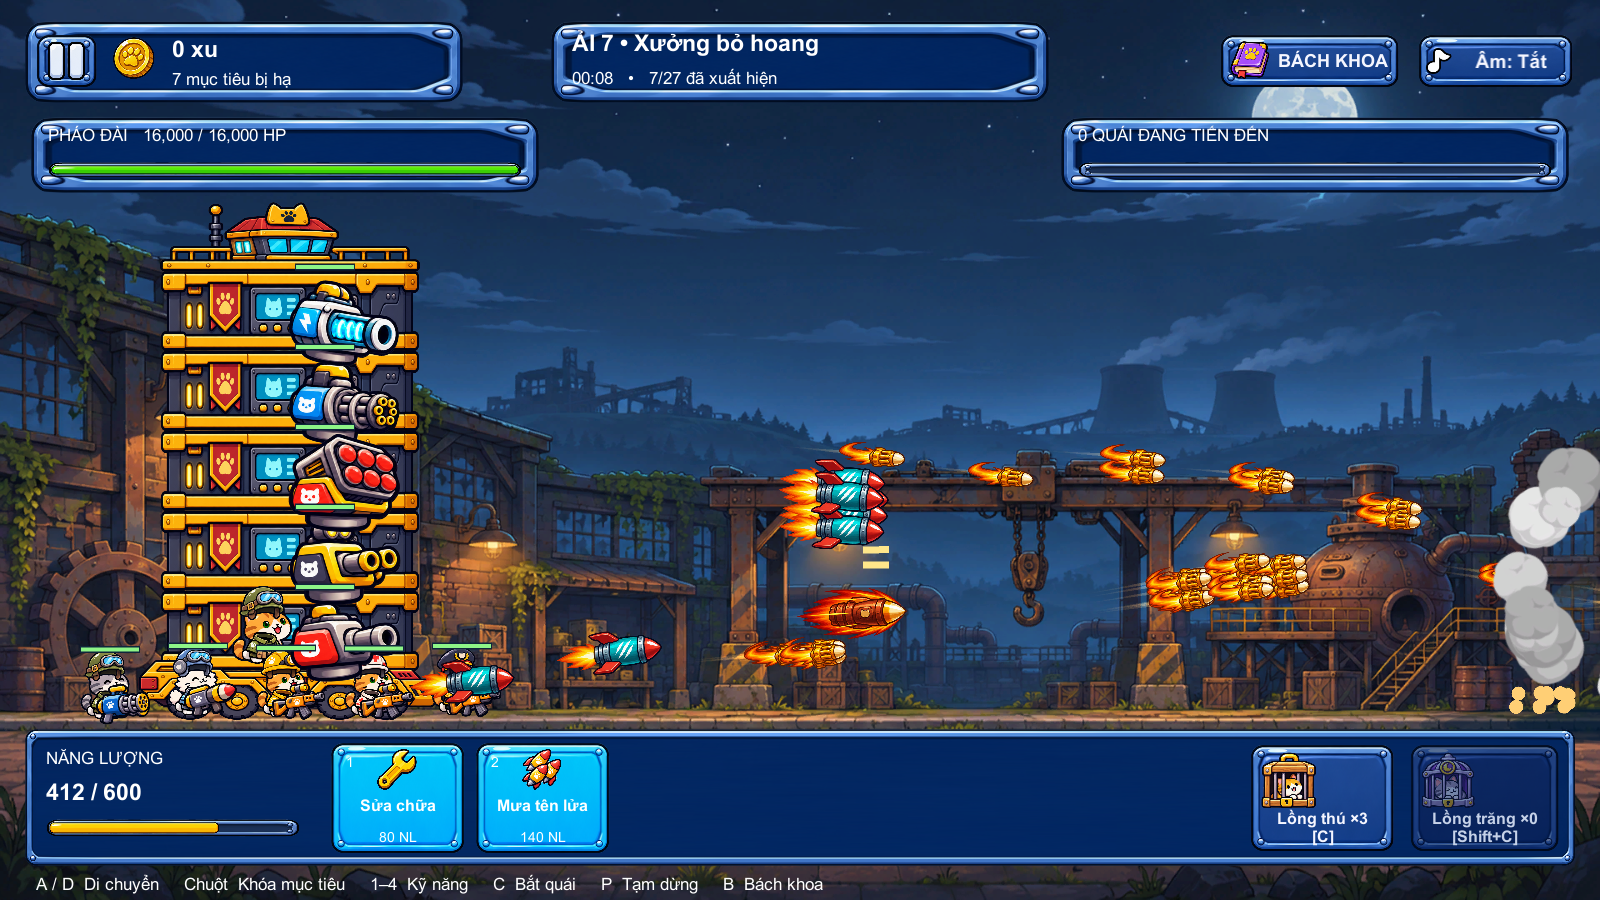 0 xu
7 mục tiêu bị hạ
ẢI 7 • Xưởng bỏ hoang
00:08 • 7/27 đã xuất hiện
BÁCH KHOA
Âm: Tắt
PHÁO ĐÀI 16,000 / 16,000 HP
0 QUÁI ĐANG TIẾN ĐẾN
NĂNG LƯỢNG
412 / 600
1
Sửa chữa
80 NL
2
Mưa tên lửa
140 NL
Lồng thú ×3
[C]
Lồng trăng ×0
[Shift+C]
A / D Di chuyển Chuột Khóa mục tiêu 1–4 Kỹ năng C Bắt quái P Tạm dừng B Bách khoa